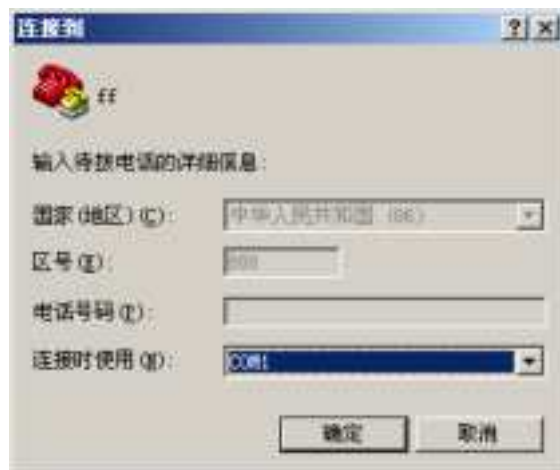 连接到
ff
输入待拨电话的详细信息:
国家(地区)(C):
中华人民共和国 (86)
区号(E):
电话号码(P):
连接时使用(N):
COM1
确定
取消